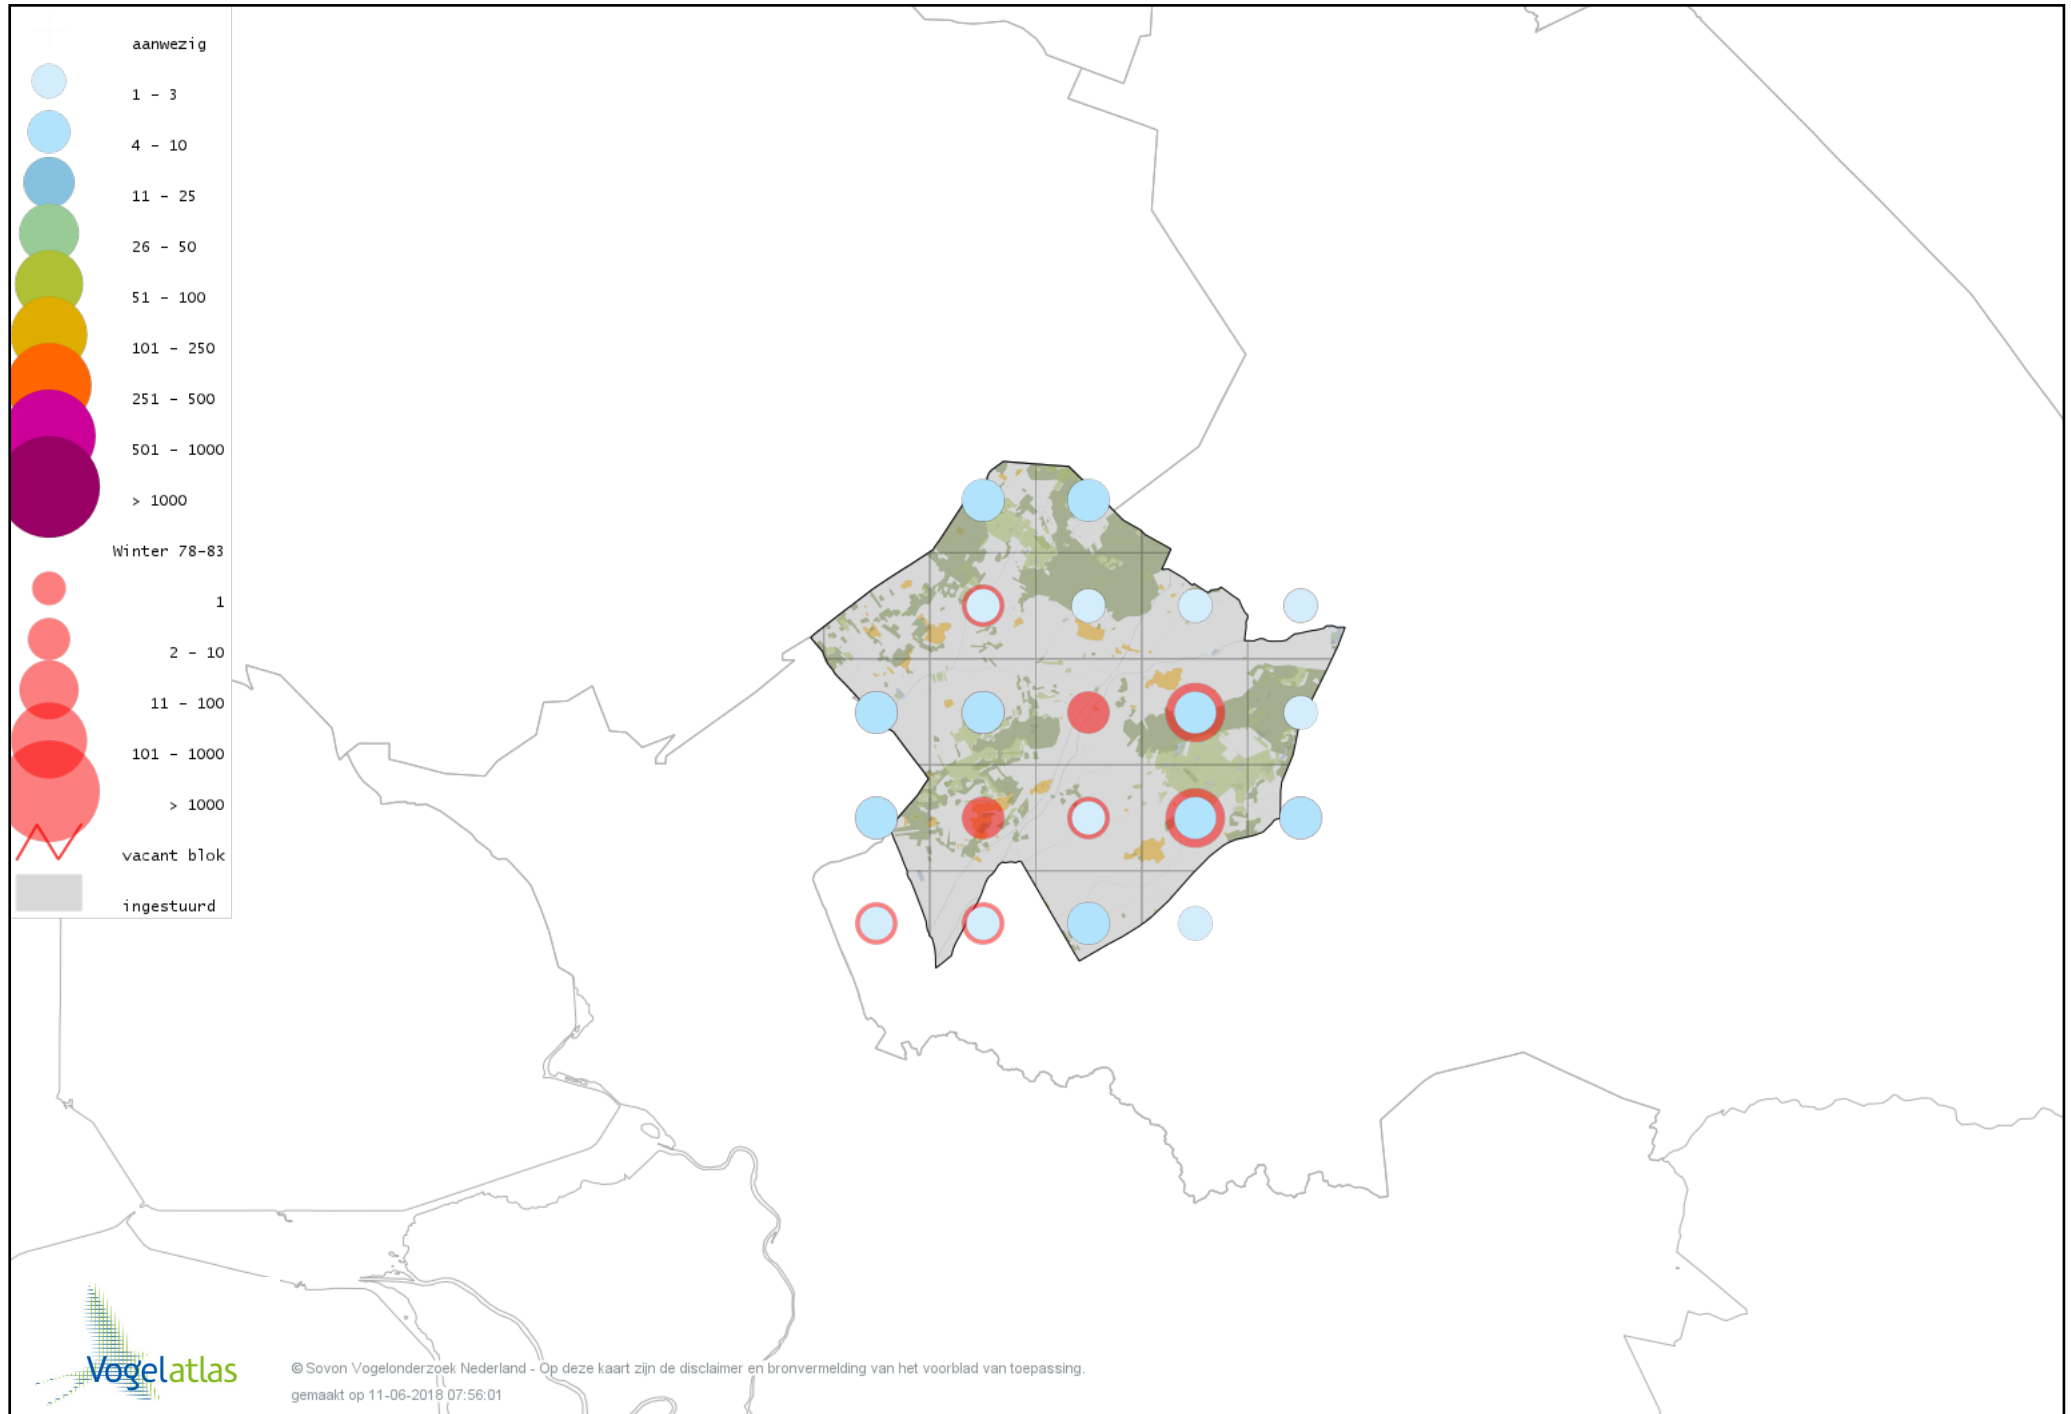 aanwezig
1 - 3
4 - 10
11 - 25
26 - 50
51 - 100
101 - 250
251 - 500
501 - 1000
> 1000
Winter 78-83
1
2 - 10
11 - 100
101 - 1000
> 1000
vacant blok
ingestuurd
Vogelatlas
© Sovon Vogelonderzoek Nederland - Op deze kaart zijn de disclaimer en bronvermelding van het voorblad van toepassing.
gemaakt op 11-06-2018 07:56:01